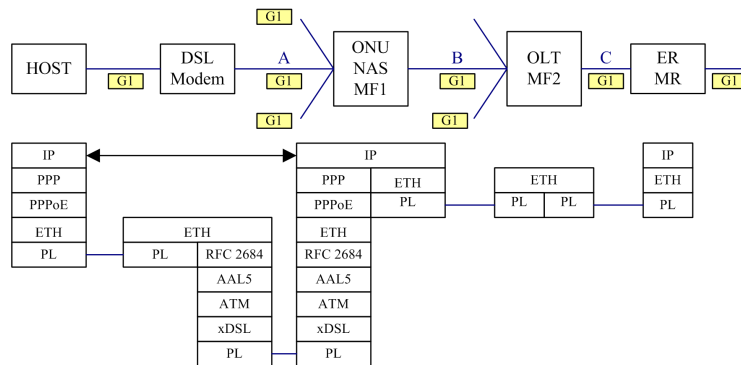 G1
HOST
DSL
Modem
A
ONU
NAS
MF1
B
OLT
MF2
C
ER
MR
G1
G1
G1
G1
G1
G1
G1
IP
PPP
PPPoE
ETH
PL
ETH
PL
RFC 2684
AAL5
ATM
xDSL
PL
IP
PPP
ETH
PPPoE
PL
ETH
RFC 2684
AAL5
ATM
xDSL
PL
ETH
PL
PL
IP
ETH
PL